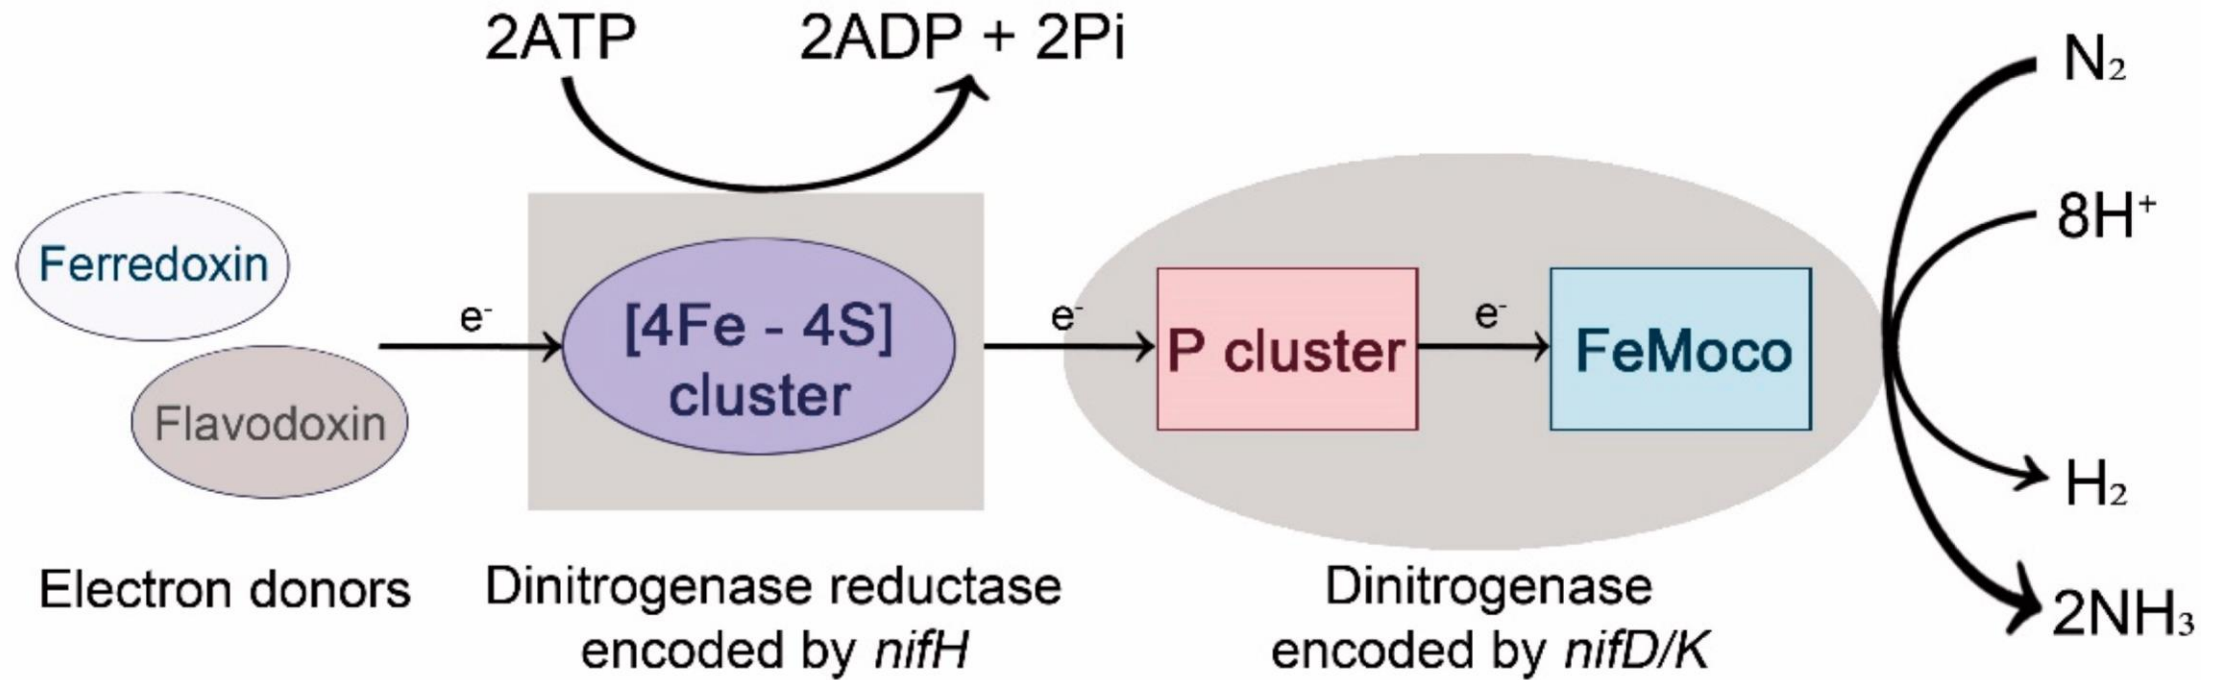 2ATP
2ADP + 2Pi
N₂
8H⁺
Ferredoxin
Flavodoxin
e⁻
[4Fe - 4S]
cluster
e⁻
P cluster
e⁻
FeMoco
H₂
2NH₃
Electron donors
Dinitrogenase reductase
encoded by nifH
Dinitrogenase
encoded by nifD/K